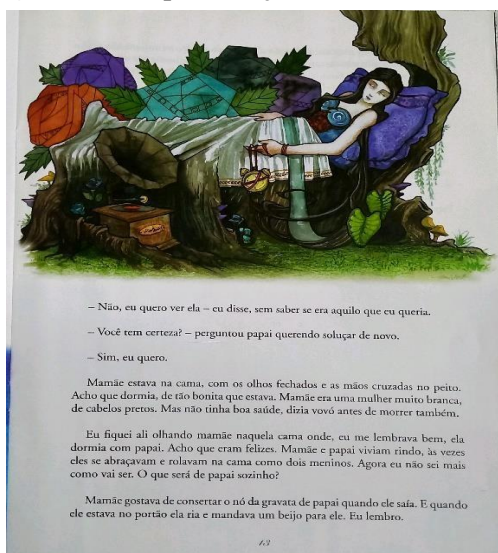 – Não, eu quero ver ela – eu disse, sem saber se era aquilo que eu queria.
– Você tem certeza? – perguntou papai querendo soluçar de novo.
– Sim, eu quero.
Mamãe estava na cama, com os olhos fechados e as mãos cruzadas no peito.
Acho que dormia, de tão bonita que estava. Mamãe era uma mulher muito branca,
de cabelos pretos. Mas não tinha boa saúde, dizia vovó antes de morrer também.
Eu fiquei ali olhando mamãe naquela cama onde, eu me lembrava bem, ela
dormia com papai. Acho que eram felizes. Mamãe e papai viviam rindo, às vezes
eles se abraçavam e rolavam na cama como dois meninos. Agora eu não sei mais
como vai ser. O que será de papai sozinho?
Mamãe gostava de consertar o nó da gravata de papai quando ele saía. E quando
ele estava no portão ela ria e mandava um beijo para ele. Eu lembro.
13